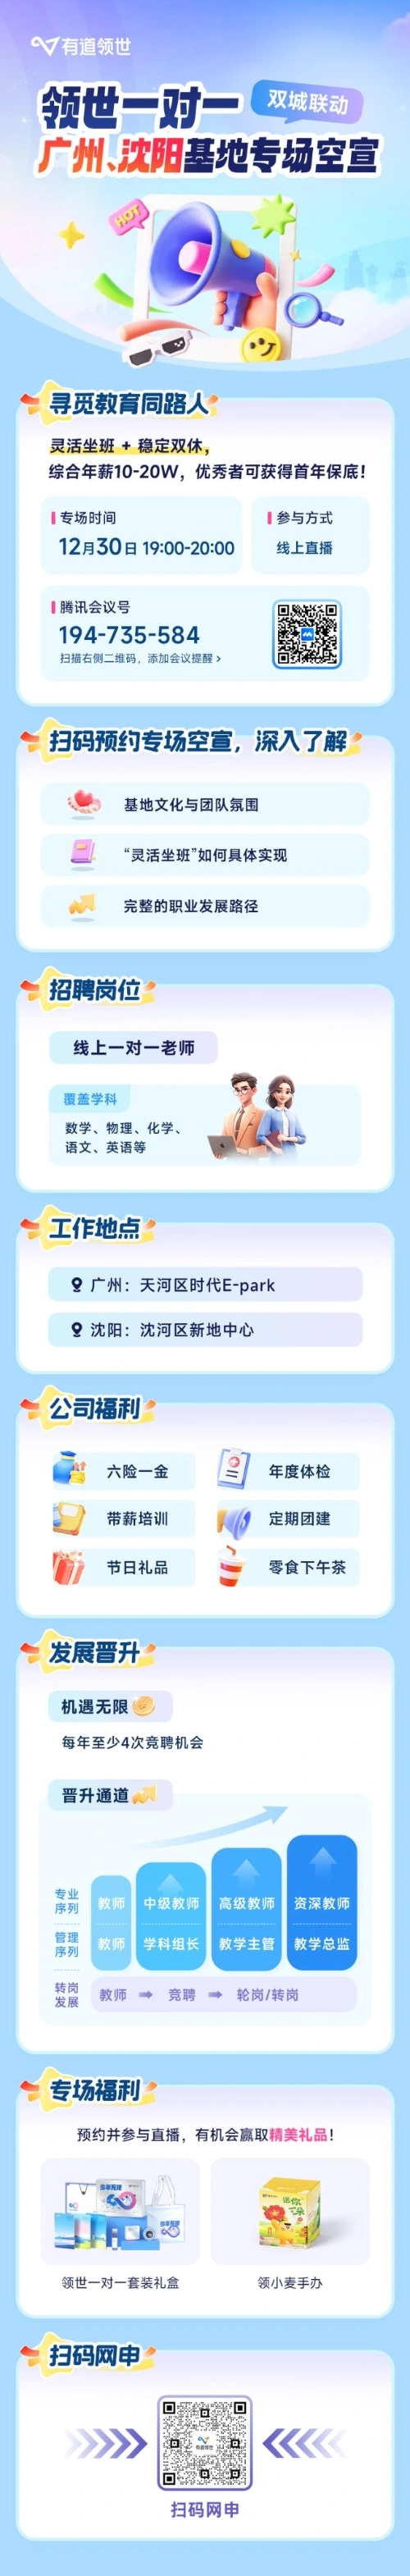 有道领世
领世一对一
双城联动
广州、沈阳基地专场空宣
HOT
寻觅教育同路人
灵活坐班 + 稳定双休，
综合年薪10-20W，优秀者可获得首年保底！
专场时间
12月30日 19:00-20:00
参与方式
线上直播
腾讯会议号
194-735-584
扫描右侧二维码，添加会议提醒 ›
扫码预约专场空宣，深入了解
基地文化与团队氛围
“灵活坐班”如何具体实现
完整的职业发展路径
招聘岗位
线上一对一老师
覆盖学科
数学、物理、化学、
语文、英语等
工作地点
广州：天河区时代E-park
沈阳：沈河区新地中心
公司福利
六险一金
年度体检
带薪培训
定期团建
节日礼品
零食下午茶
发展晋升
机遇无限
每年至少4次竞聘机会
晋升通道
专业
序列
教师
中级教师
高级教师
资深教师
管理
序列
教师
学科组长
教学主管
教学总监
转岗
发展
教师
竞聘
轮岗/转岗
专场福利
预约并参与直播，有机会赢取精美礼品！
领世一对一套装礼盒
领小麦手办
扫码网申
有道领世
扫码网申